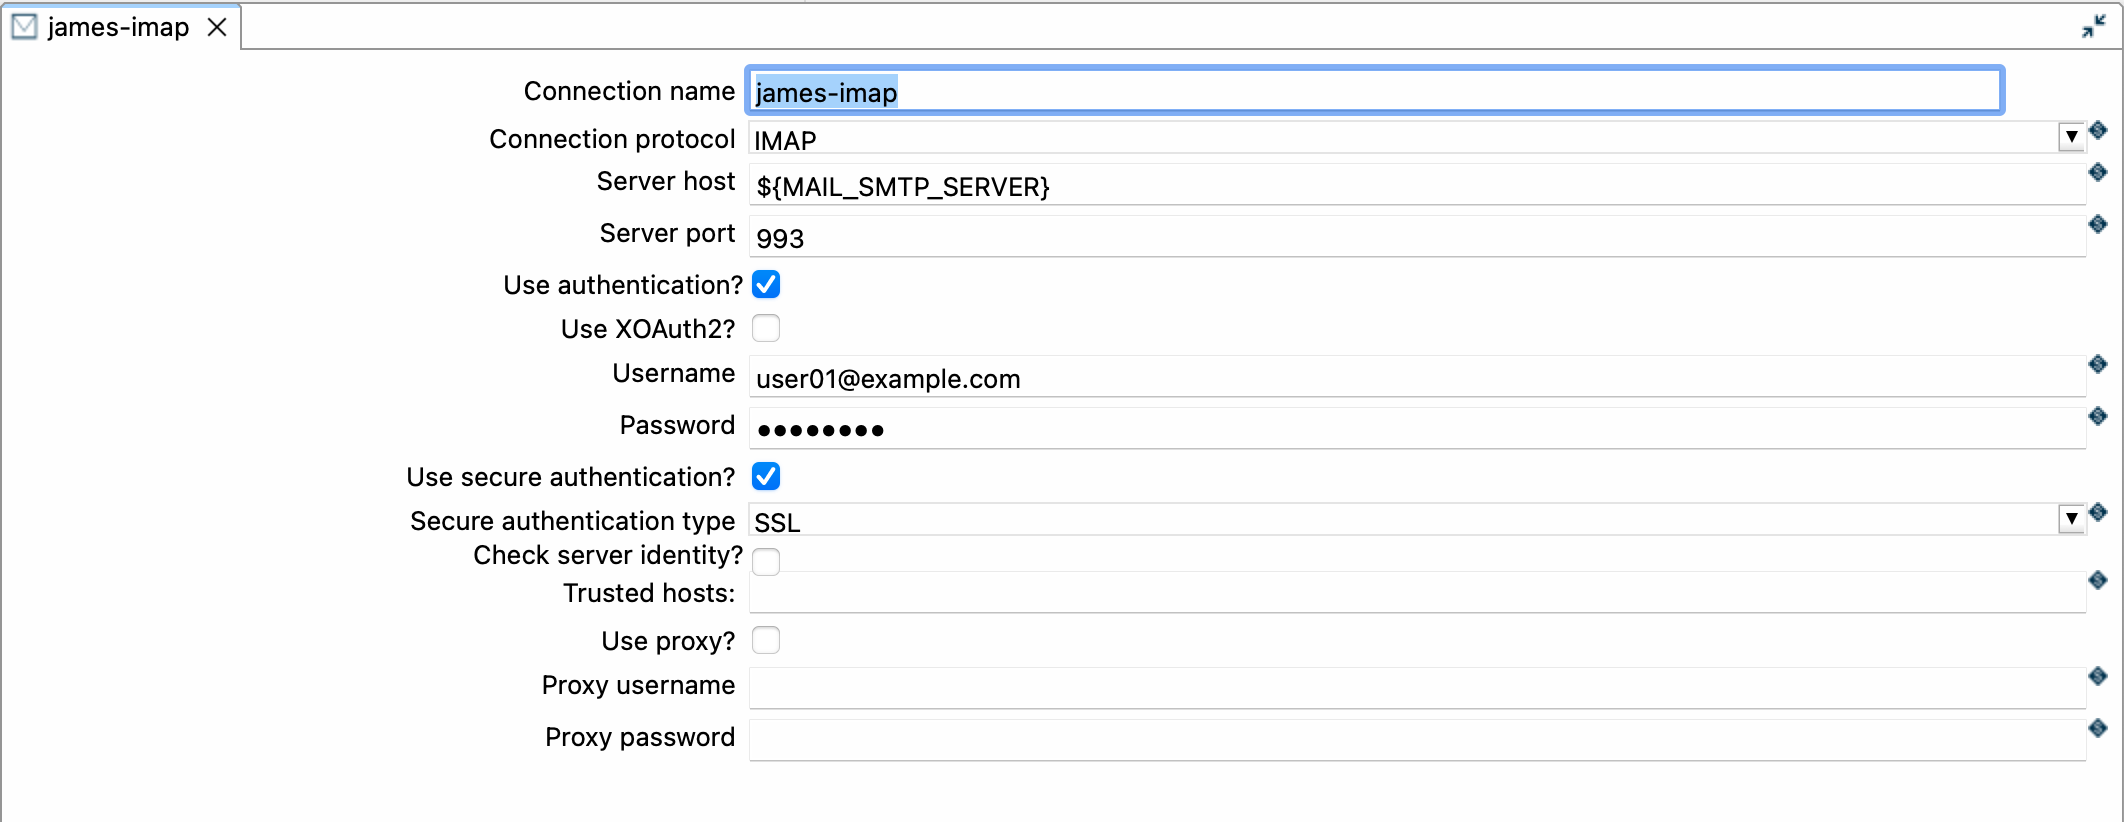 james-imap
Connection name james-imap
Connection protocol IMAP
Server host ${MAIL_SMTP_SERVER}
Server port 993
Use authentication?
Use XOAuth2?
Username user01@example.com
Password ••••••••
Use secure authentication?
Secure authentication type SSL
Check server identity?
Trusted hosts:
Use proxy?
Proxy username
Proxy password